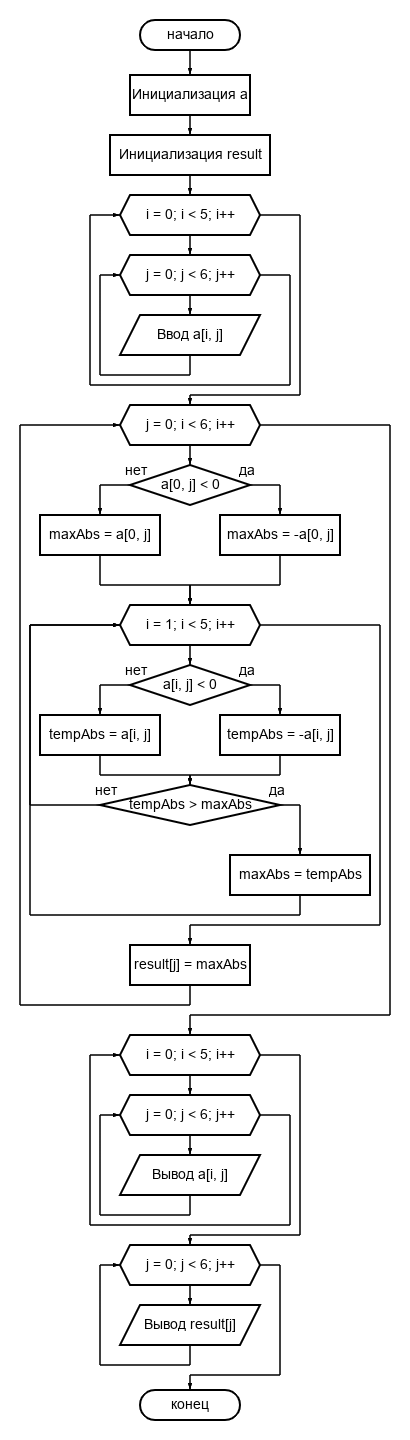 начало
Инициализация a
Инициализация result
i = 0; i < 5; i++
j = 0; j < 6; j++
Ввод a[i, j]
j = 0; i < 6; i++
нет
да
a[0, j] < 0
maxAbs = a[0, j]
maxAbs = -a[0, j]
i = 1; i < 5; i++
нет
да
a[i, j] < 0
tempAbs = a[i, j]
tempAbs = -a[i, j]
нет
да
tempAbs > maxAbs
maxAbs = tempAbs
result[j] = maxAbs
i = 0; i < 5; i++
j = 0; j < 6; j++
Вывод a[i, j]
j = 0; j < 6; j++
Вывод result[j]
конец